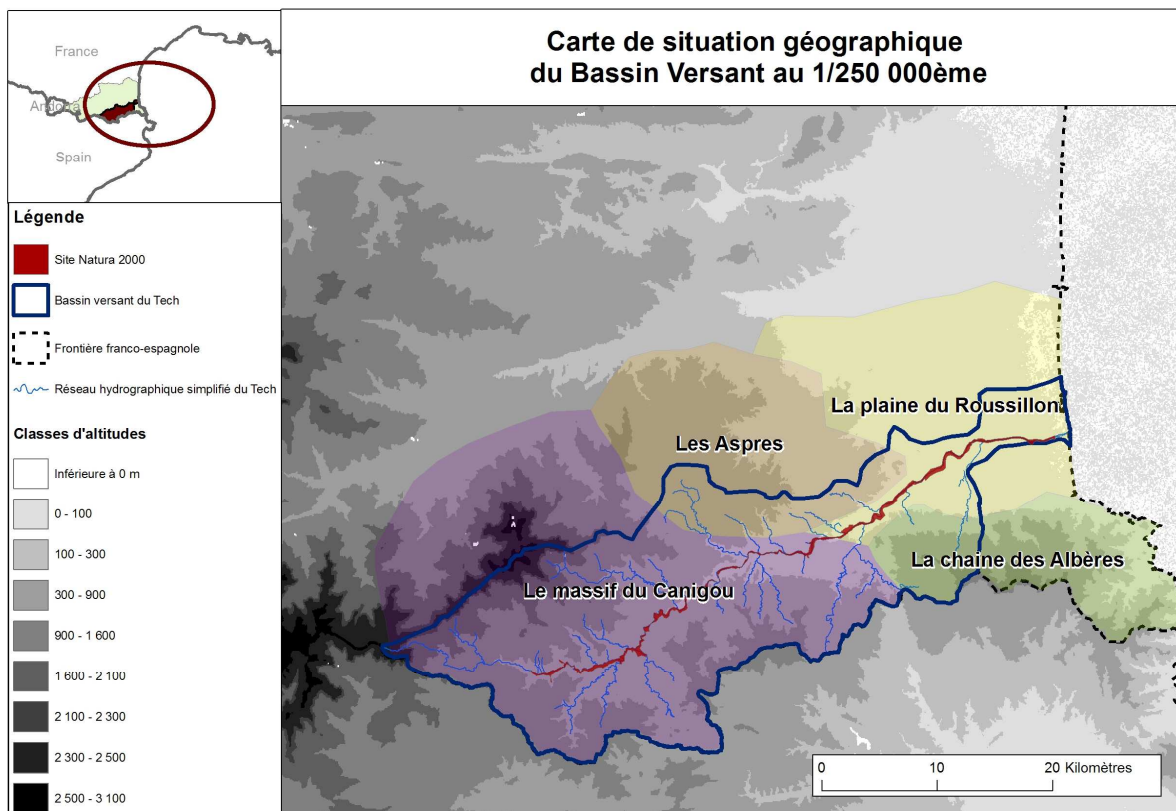 Carte de situation géographique
du Bassin Versant au 1/250 000ème
France
Andorra
Spain
Légende
Site Natura 2000
Bassin versant du Tech
Frontière franco-espagnole
Réseau hydrographique simplifié du Tech
Classes d'altitudes
Inférieure à 0 m
0 - 100
100 - 300
300 - 900
900 - 1 600
1 600 - 2 100
2 100 - 2 300
2 300 - 2 500
2 500 - 3 100
La plaine du Roussillon
Les Aspres
La chaine des Albères
Le massif du Canigou
0 10 20 Kilomètres